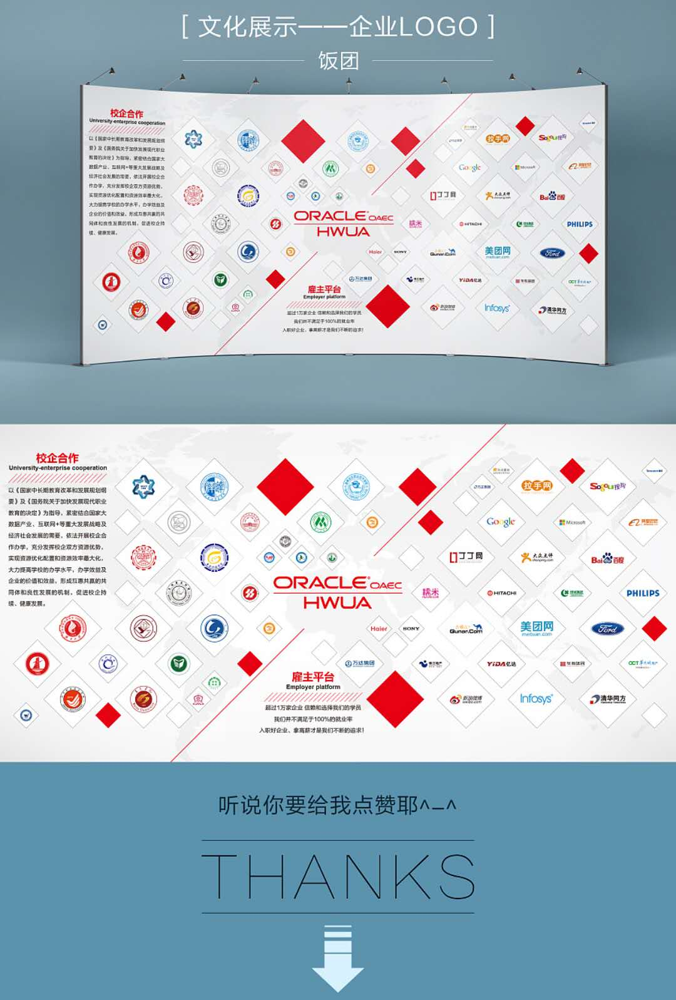 [ 文化展示——企业LOGO ]
饭团
校企合作
University-enterprise cooperation
以《国家中长期教育改革和发展规划纲
要》及《国务院关于加快发展现代职业
教育的决定》为指导，紧密结合国家大
数据产业、互联网+等重大发展战略及
经济社会发展的需要，依法开展校企合
作办学，充分发挥校企双方资源优势，
实现资源优化配置和资源效率最大化，
大力提高学校的办学水平，办学效益及
企业的价值和效益，形成互惠共赢的共
同体和良性发展的机制，促进校企持
续、健康发展。
拉手网
Sogou搜狗
Google
Microsoft
阿里巴巴
丁丁网
大众点评
dianping.com
Bai百度
ORACLE OAEC
HWUA
糯米
HITACHI
PHILIPS
Haier
SONY
Qunar.Com
美团网
meituan.com
Ford
万达集团
YiDA亿达
OCT
雇主平台
Employer platform
超过1万家企业 信赖和选择我们的学员
我们并不满足于100%的就业率
入职好企业、拿高薪才是我们不断的追求!
新浪微博
weibo.com
Infosys
清华同方
校企合作
University-enterprise cooperation
以《国家中长期教育改革和发展规划纲
要》及《国务院关于加快发展现代职业
教育的决定》为指导，紧密结合国家大
数据产业、互联网+等重大发展战略及
经济社会发展的需要，依法开展校企合
作办学，充分发挥校企双方资源优势，
实现资源优化配置和资源效率最大化，
大力提高学校的办学水平，办学效益及
企业的价值和效益，形成互惠共赢的共
同体和良性发展的机制，促进校企持
续、健康发展。
方正集团
拉手网
Sogou搜狗
Google
Microsoft
阿里巴巴
丁丁网
大众点评
dianping.com
Bai百度
ORACLE® OAEC
HWUA
糯米
HITACHI
绿城集团
PHILIPS
Haier
SONY
Qunar.Com
美团网
meituan.com
Ford
万达集团
YiDA亿达
OCT
雇主平台
Employer platform
超过1万家企业 信赖和选择我们的学员
我们并不满足于100%的就业率
入职好企业、拿高薪才是我们不断的追求!
新浪微博
weibo.com
Infosys
清华同方
听说你要给我点赞耶^_^
THANKS